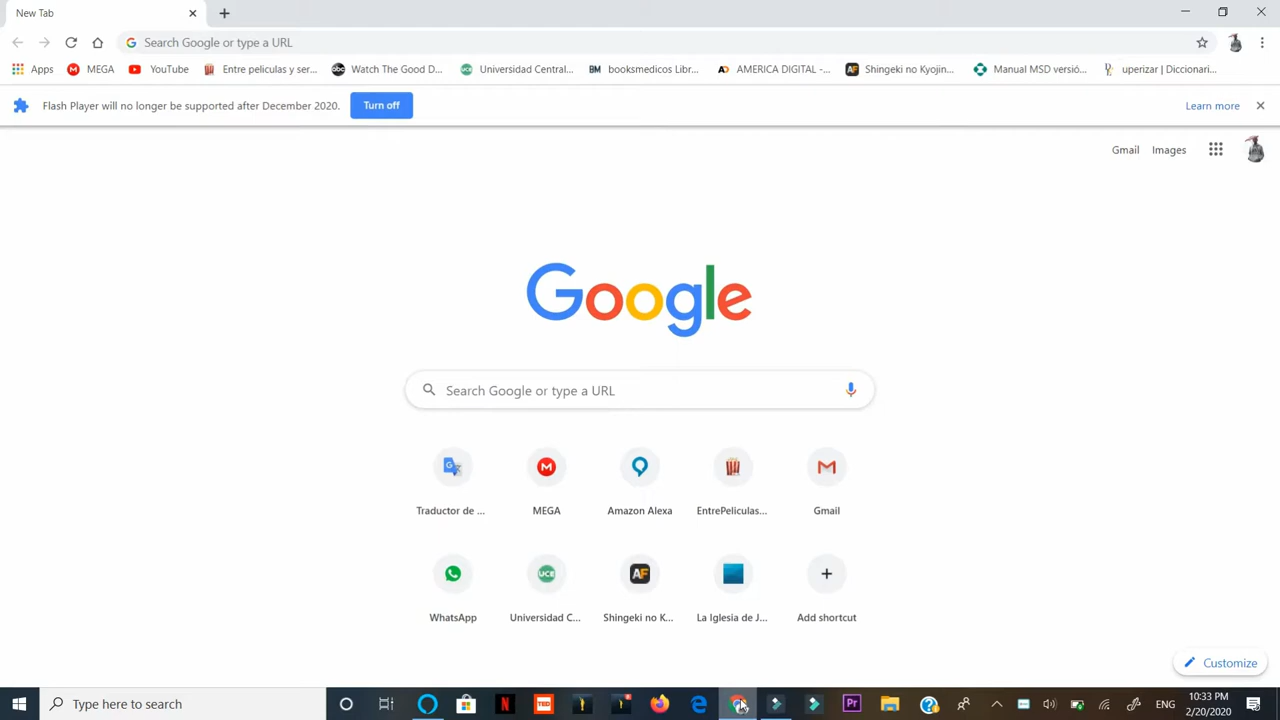 New Tab
Search Google or type a URL
Apps MEGA YouTube Entre peliculas y ser... Watch The Good D... Universidad Central... booksmedicos Libr... AMERICA DIGITAL -... Shingeki no Kyojin... Manual MSD versió... uperizar | Diccionari...
Flash Player will no longer be supported after December 2020. Turn off Learn more
Gmail Images
Google
Search Google or type a URL
Traductor de ... MEGA Amazon Alexa EntrePeliculas... Gmail
WhatsApp Universidad C... Shingeki no K... La Iglesia de J... Add shortcut
Customize
Type here to search
ENG
10:33 PM
2/20/2020